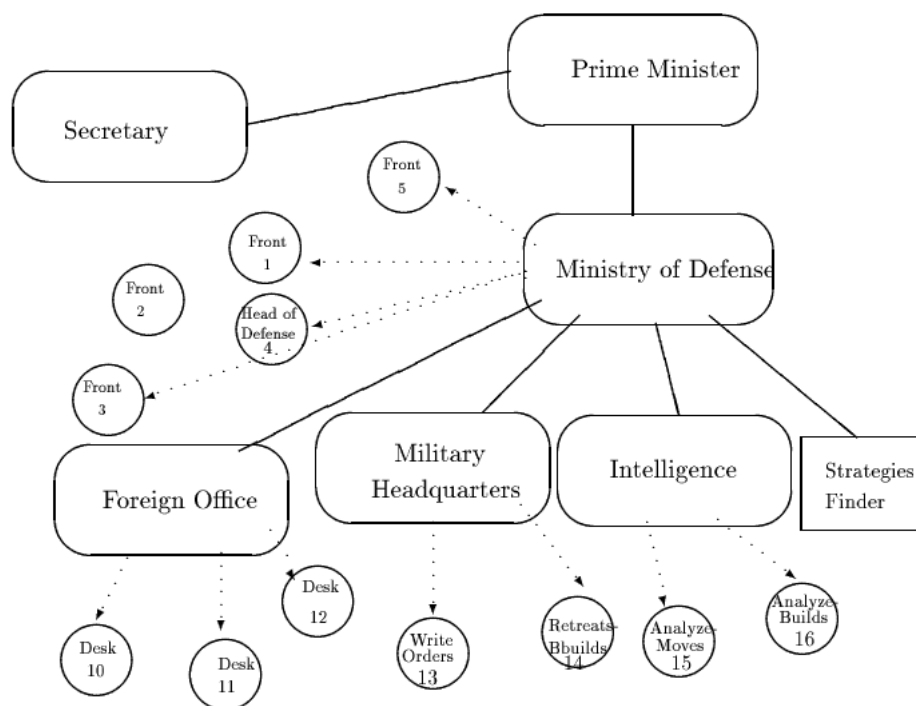 Prime Minister
Secretary
Front
5
Front
1
Ministry of Defense
Front
2
Head of
Defense
4
Front
3
Military
Headquarters
Intelligence
Strategies
Finder
Foreign Office
Desk
12
Desk
10
Desk
11
Write
Orders
13
Retreats-
Bbuilds
14
Analyze-
Moves
15
Analyze-
Builds
16